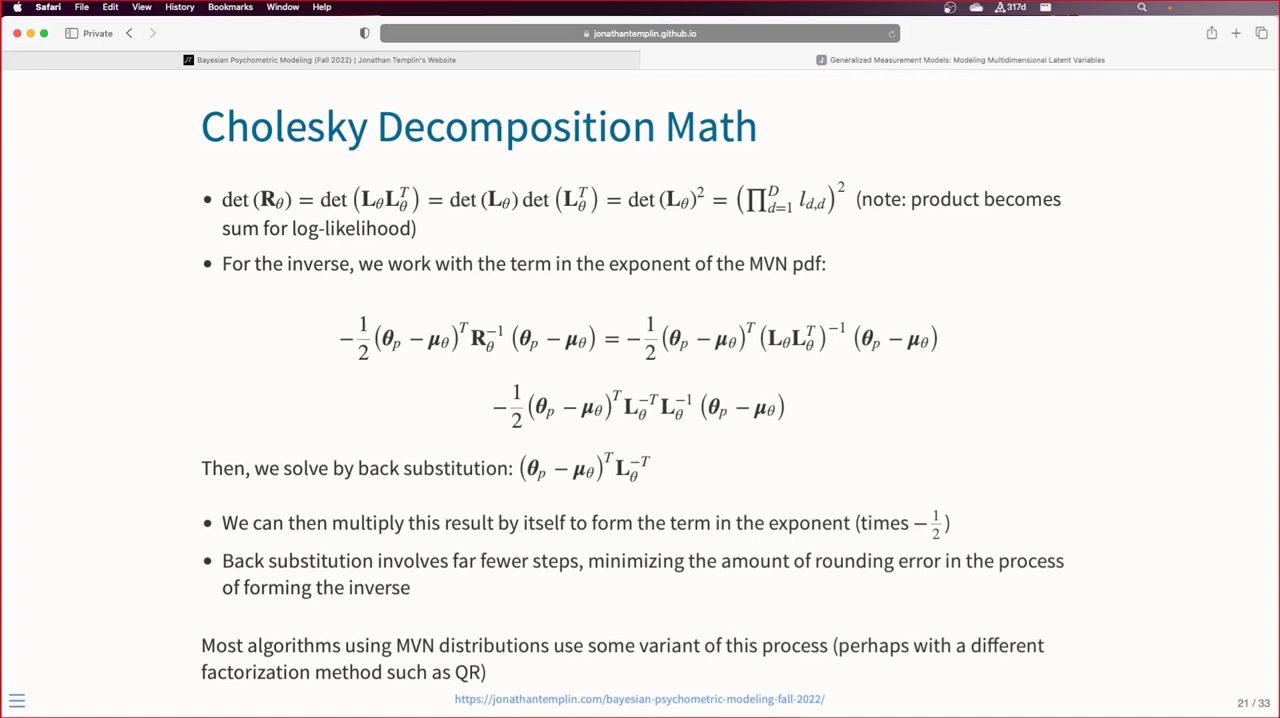 Safari File Edit View History Bookmarks Window Help 317d
Private jonathantemplin.github.io
Bayesian Psychometric Modeling (Fall 2022) | Jonathan Templin's Website Generalized Measurement Models: Modeling Multidimensional Latent Variables
Cholesky Decomposition Math
• det (R_θ) = det (L_θ L_θ^T) = det (L_θ) det (L_θ^T) = det (L_θ)^2 = (∏_{d=1}^D l_{d,d})^2 (note: product becomes
sum for log-likelihood)
• For the inverse, we work with the term in the exponent of the MVN pdf:
−1/2 (θ_p − μ_θ)^T R_θ^{−1} (θ_p − μ_θ) = −1/2 (θ_p − μ_θ)^T (L_θ L_θ^T)^{−1} (θ_p − μ_θ)
−1/2 (θ_p − μ_θ)^T L_θ^{−T} L_θ^{−1} (θ_p − μ_θ)
Then, we solve by back substitution: (θ_p − μ_θ)^T L_θ^{−T}
• We can then multiply this result by itself to form the term in the exponent (times −1/2)
• Back substitution involves far fewer steps, minimizing the amount of rounding error in the process
of forming the inverse
Most algorithms using MVN distributions use some variant of this process (perhaps with a different
factorization method such as QR)
https://jonathantemplin.com/bayesian-psychometric-modeling-fall-2022/
21 / 33